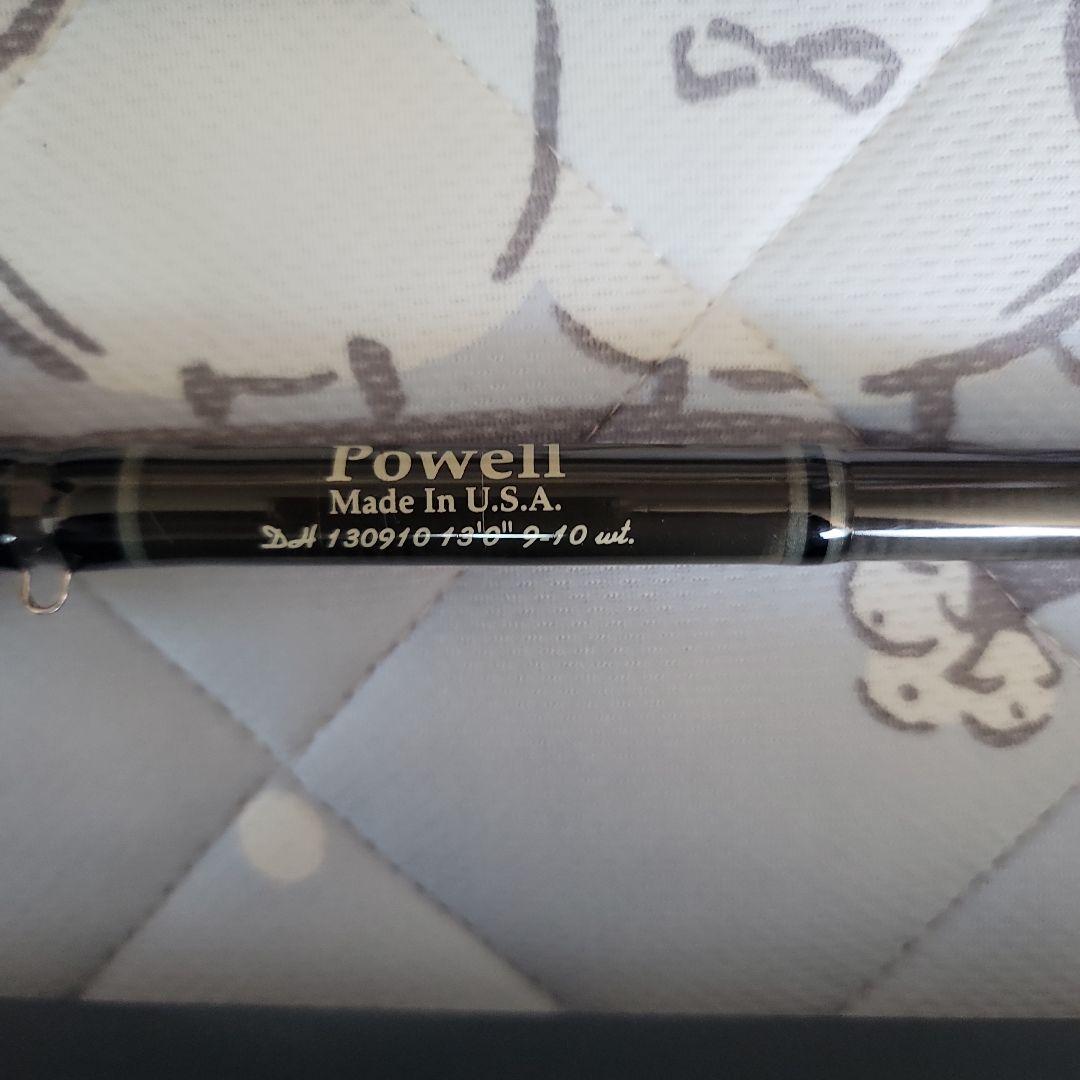 Powell
Made In U.S.A.
DH 130910 13'0" 9-10 wt.